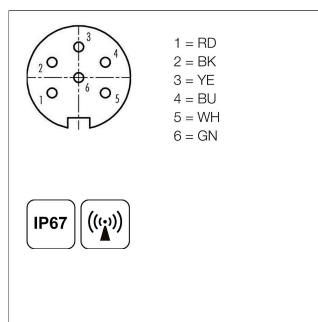 3
2 4
6
1 5
1 = RD
2 = BK
3 = YE
4 = BU
5 = WH
6 = GN
IP67